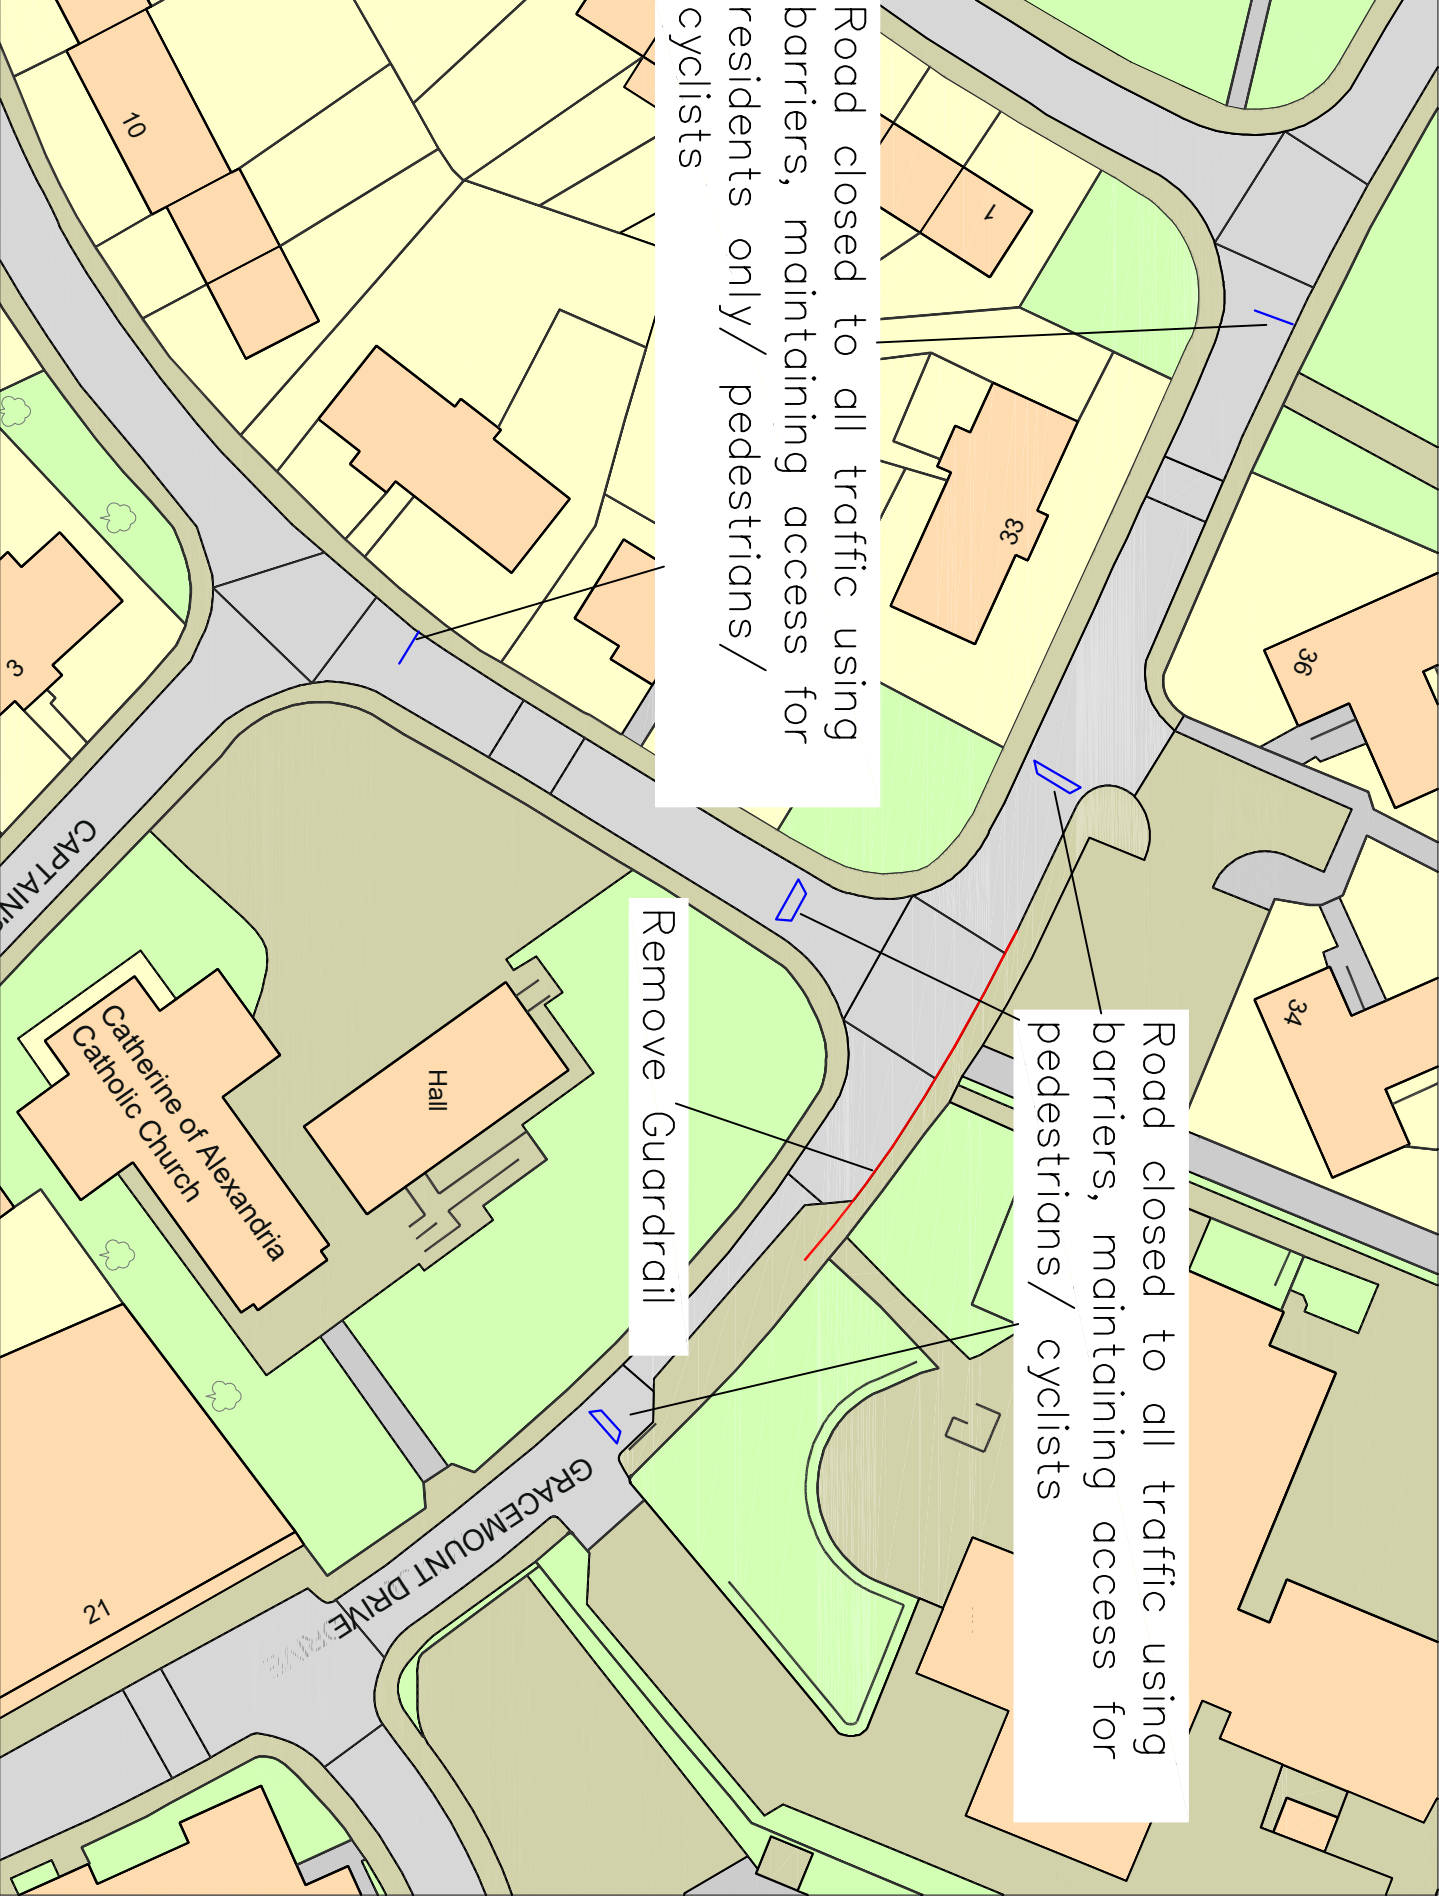 Road closed to all traffic using
barriers, maintaining access for
residents only/ pedestrians/
cyclists
Road closed to all traffic using
barriers, maintaining access for
pedestrians/ cyclists
Remove Guardrail
10
1
33
36
34
3
CAPTAIN'S
Hall
Catherine of Alexandria
Catholic Church
GRACEMOUNT DRIVE
21